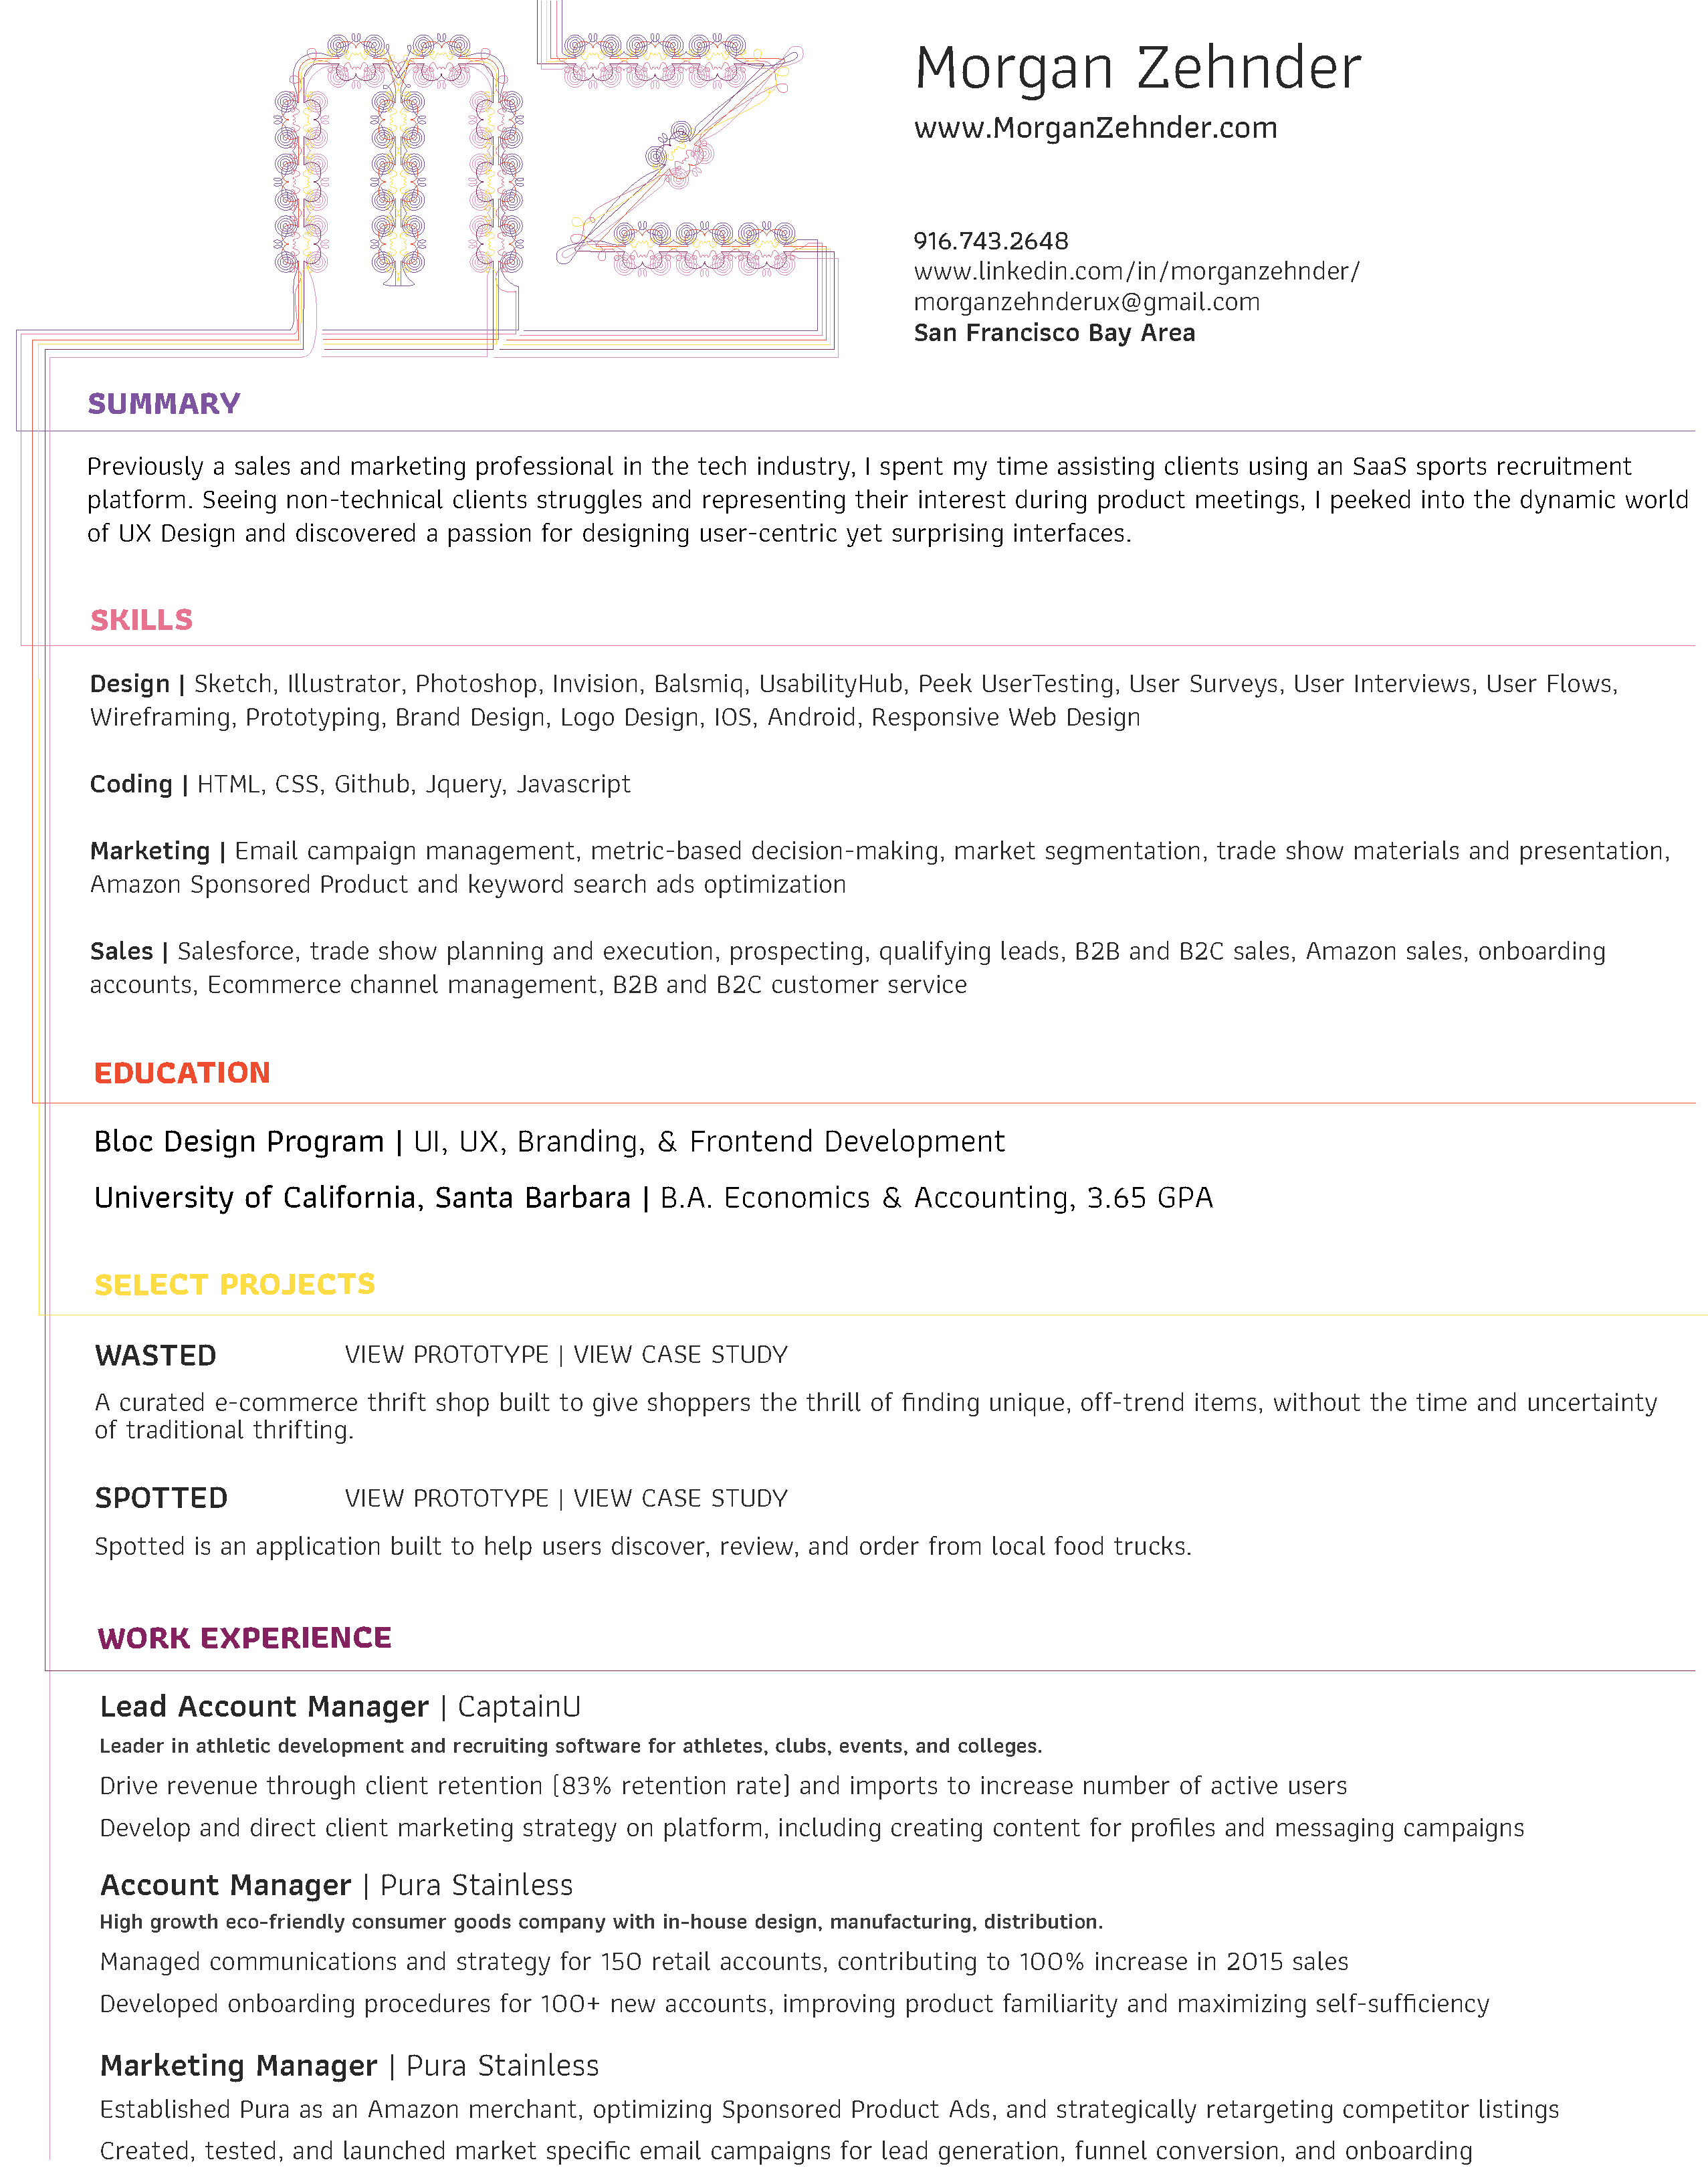 MZ
Morgan Zehnder
www.MorganZehnder.com
916.743.2648
www.linkedin.com/in/morganzehnder/
morganzehnderux@gmail.com
San Francisco Bay Area
SUMMARY
Previously a sales and marketing professional in the tech industry, I spent my time assisting clients using an SaaS sports recruitment
platform. Seeing non-technical clients struggles and representing their interest during product meetings, I peeked into the dynamic world
of UX Design and discovered a passion for designing user-centric yet surprising interfaces.
SKILLS
Design | Sketch, Illustrator, Photoshop, Invision, Balsmiq, UsabilityHub, Peek UserTesting, User Surveys, User Interviews, User Flows,
Wireframing, Prototyping, Brand Design, Logo Design, IOS, Android, Responsive Web Design
Coding | HTML, CSS, Github, Jquery, Javascript
Marketing | Email campaign management, metric-based decision-making, market segmentation, trade show materials and presentation,
Amazon Sponsored Product and keyword search ads optimization
Sales | Salesforce, trade show planning and execution, prospecting, qualifying leads, B2B and B2C sales, Amazon sales, onboarding
accounts, Ecommerce channel management, B2B and B2C customer service
EDUCATION
Bloc Design Program | UI, UX, Branding, & Frontend Development
University of California, Santa Barbara | B.A. Economics & Accounting, 3.65 GPA
SELECT PROJECTS
WASTED VIEW PROTOTYPE | VIEW CASE STUDY
A curated e-commerce thrift shop built to give shoppers the thrill of finding unique, off-trend items, without the time and uncertainty
of traditional thrifting.
SPOTTED VIEW PROTOTYPE | VIEW CASE STUDY
Spotted is an application built to help users discover, review, and order from local food trucks.
WORK EXPERIENCE
Lead Account Manager | CaptainU
Leader in athletic development and recruiting software for athletes, clubs, events, and colleges.
Drive revenue through client retention (83% retention rate) and imports to increase number of active users
Develop and direct client marketing strategy on platform, including creating content for profiles and messaging campaigns
Account Manager | Pura Stainless
High growth eco-friendly consumer goods company with in-house design, manufacturing, distribution.
Managed communications and strategy for 150 retail accounts, contributing to 100% increase in 2015 sales
Developed onboarding procedures for 100+ new accounts, improving product familiarity and maximizing self-sufficiency
Marketing Manager | Pura Stainless
Established Pura as an Amazon merchant, optimizing Sponsored Product Ads, and strategically retargeting competitor listings
Created, tested, and launched market specific email campaigns for lead generation, funnel conversion, and onboarding